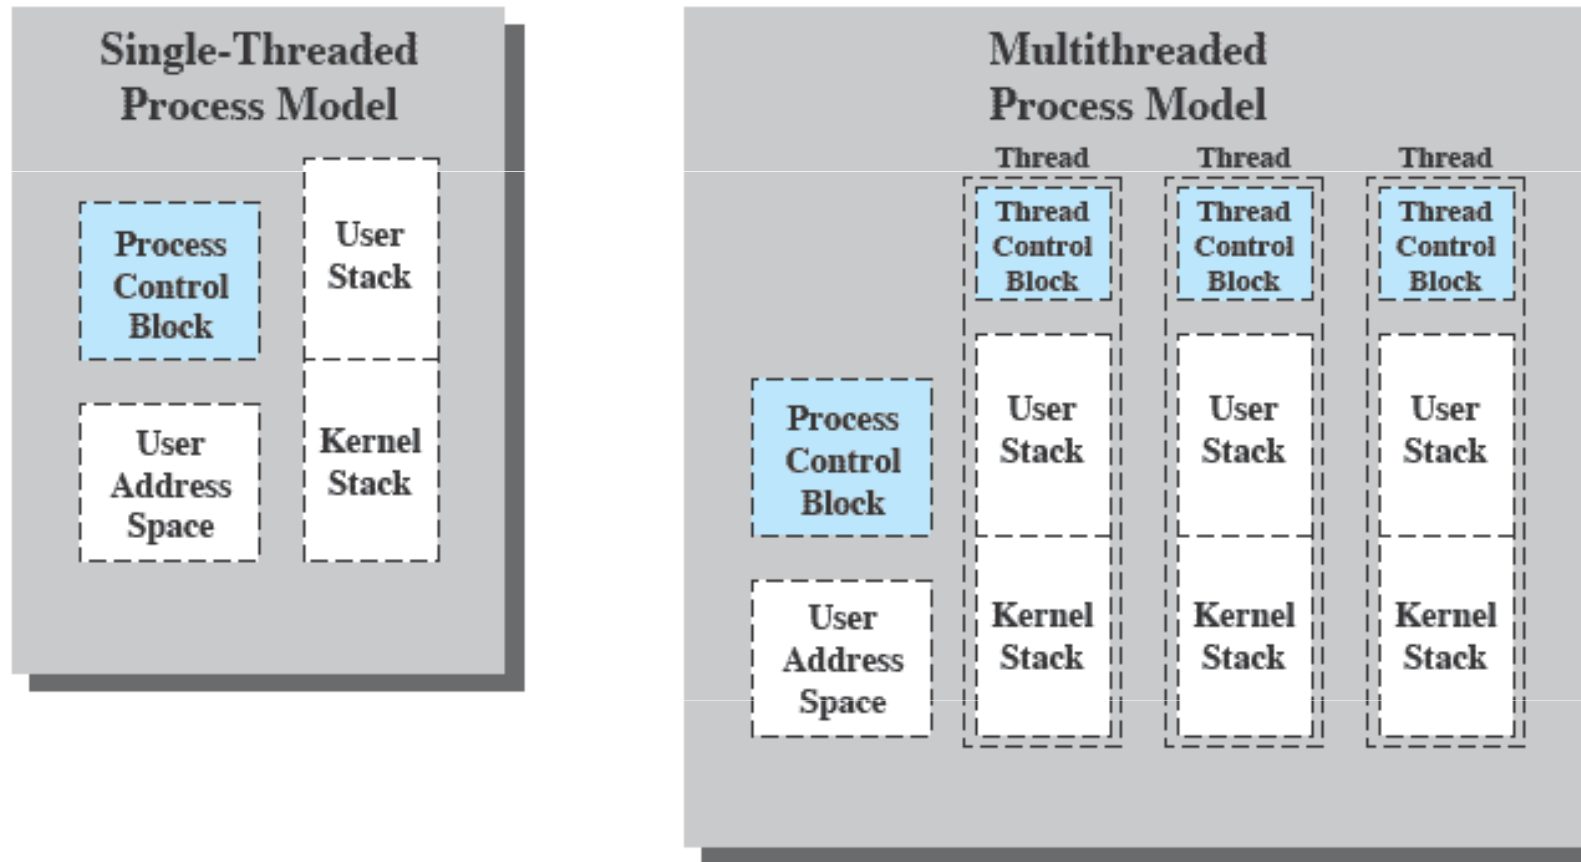 Single-Threaded
Process Model
Process
Control
Block
User
Stack
User
Address
Space
Kernel
Stack
Multithreaded
Process Model
Process
Control
Block
User
Address
Space
Thread
Thread
Control
Block
User
Stack
Kernel
Stack
Thread
Thread
Control
Block
User
Stack
Kernel
Stack
Thread
Thread
Control
Block
User
Stack
Kernel
Stack